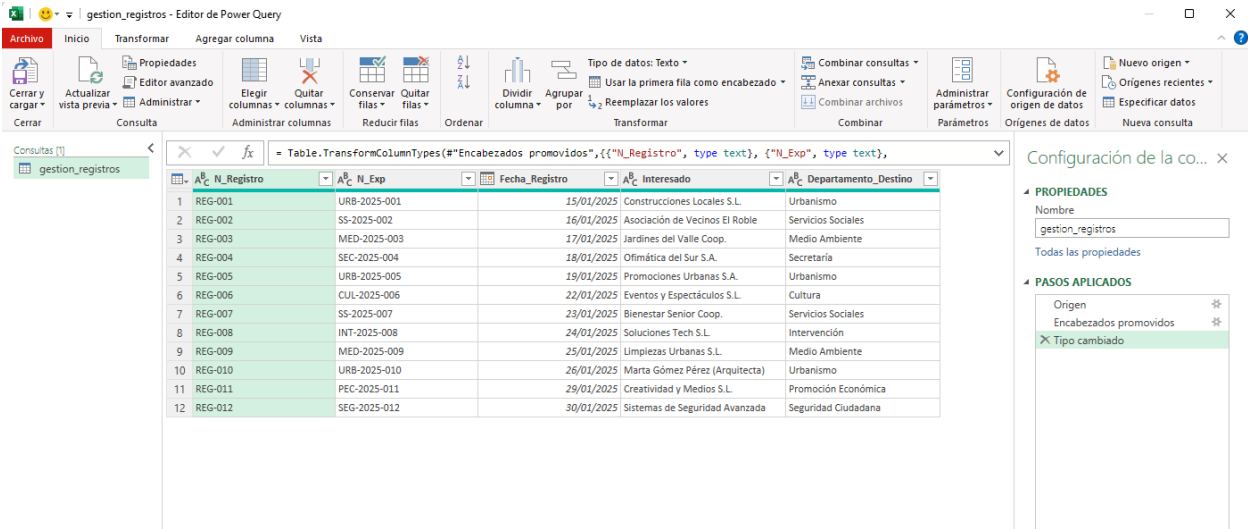 gestion_registros - Editor de Power Query
Archivo Inicio Transformar Agregar columna Vista
Cerrar y cargar
Cerrar
Actualizar vista previa
Propiedades
Editor avanzado
Administrar
Consulta
Elegir columnas
Quitar columnas
Administrar columnas
Conservar filas
Quitar filas
Reducir filas
Ordenar
Dividir columna
Agrupar por
Tipo de datos: Texto
Usar la primera fila como encabezado
Reemplazar los valores
Transformar
Combinar consultas
Anexar consultas
Combinar archivos
Combinar
Administrar parámetros
Parámetros
Configuración de origen de datos
Orígenes de datos
Nuevo origen
Orígenes recientes
Especificar datos
Nueva consulta
Consultas [1]
gestion_registros
fx = Table.TransformColumnTypes(#"Encabezados promovidos",{{"N_Registro", type text}, {"N_Exp", type text},
N_Registro N_Exp Fecha_Registro Interesado Departamento_Destino
1 REG-001 URB-2025-001 15/01/2025 Construcciones Locales S.L. Urbanismo
2 REG-002 SS-2025-002 16/01/2025 Asociación de Vecinos El Roble Servicios Sociales
3 REG-003 MED-2025-003 17/01/2025 Jardines del Valle Coop. Medio Ambiente
4 REG-004 SEC-2025-004 18/01/2025 Ofimática del Sur S.A. Secretaría
5 REG-005 URB-2025-005 19/01/2025 Promociones Urbanas S.A. Urbanismo
6 REG-006 CUL-2025-006 22/01/2025 Eventos y Espectáculos S.L. Cultura
7 REG-007 SS-2025-007 23/01/2025 Bienestar Senior Coop. Servicios Sociales
8 REG-008 INT-2025-008 24/01/2025 Soluciones Tech S.L. Intervención
9 REG-009 MED-2025-009 25/01/2025 Limpiezas Urbanas S.L. Medio Ambiente
10 REG-010 URB-2025-010 26/01/2025 Marta Gómez Pérez (Arquitecta) Urbanismo
11 REG-011 PEC-2025-011 29/01/2025 Creatividad y Medios S.L. Promoción Económica
12 REG-012 SEG-2025-012 30/01/2025 Sistemas de Seguridad Avanzada Seguridad Ciudadana
Configuración de la co...
PROPIEDADES
Nombre
gestion_registros
Todas las propiedades
PASOS APLICADOS
Origen
Encabezados promovidos
Tipo cambiado